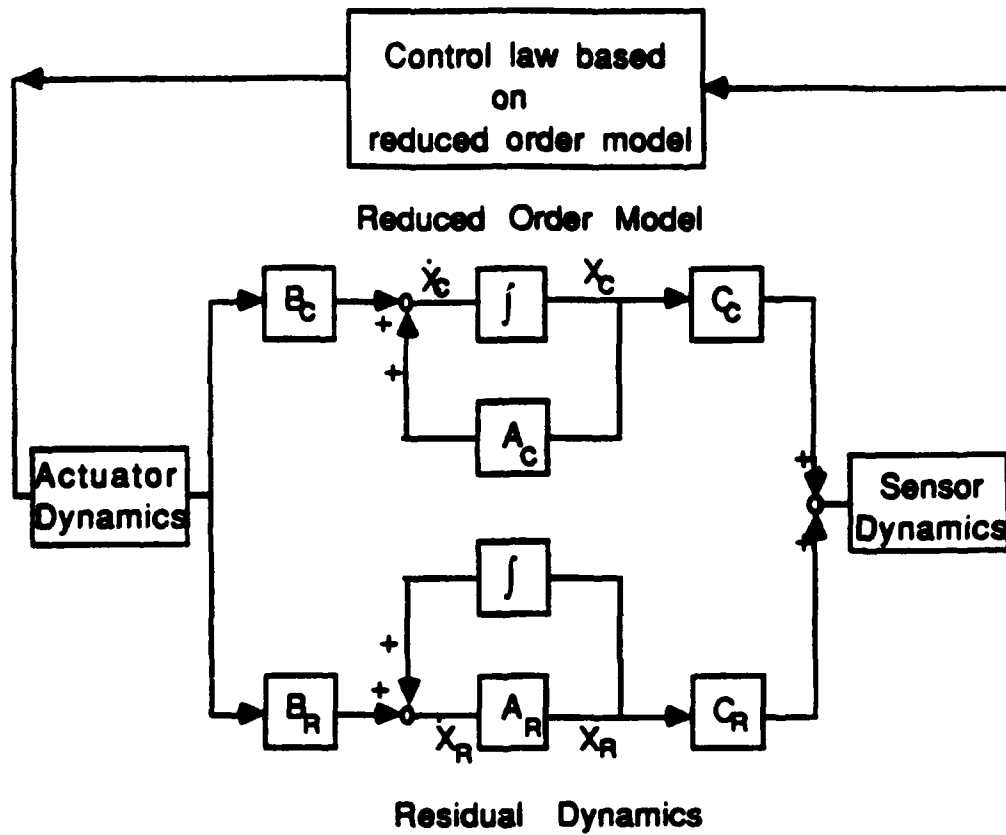 Control law based
on
reduced order model
Reduced Order Model
B_C
Ẋ_C
∫
X_C
C_C
+
+
A_C
Actuator
Dynamics
+
Sensor
Dynamics
+
∫
+
+
B_R
Ẋ_R
A_R
X_R
C_R
Residual Dynamics